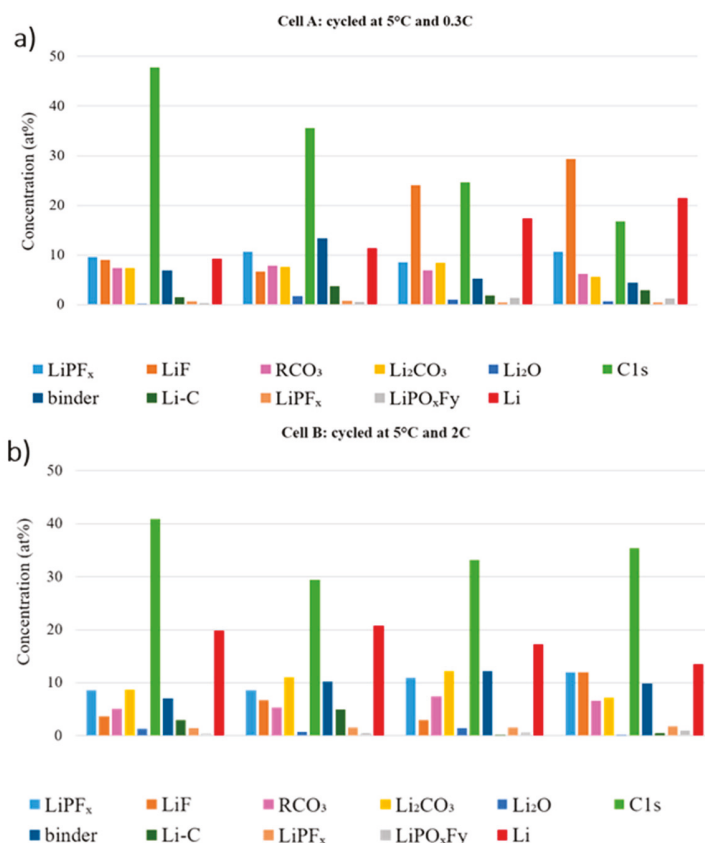 Cell A: cycled at 5°C and 0.3C
a)
50
40
30
20
10
0
Concentration (at%)
LiPFₓ LiF RCO₃ Li₂CO₃ Li₂O C1s
binder Li-C LiPFₓ LiPOₓFy Li
Cell B: cycled at 5°C and 2C
b)
50
40
30
20
10
0
Concentration (at%)
LiPFₓ LiF RCO₃ Li₂CO₃ Li₂O C1s
binder Li-C LiPFₓ LiPOₓFy Li